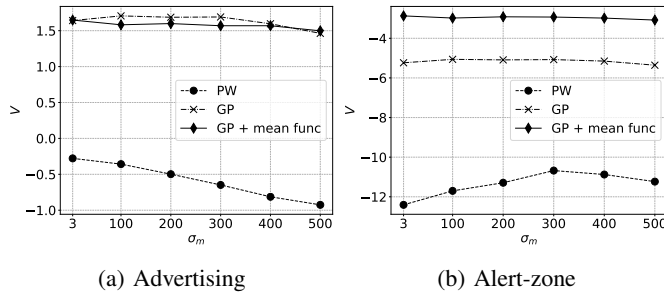 1.5
1.0
0.5
0.0
−0.5
−1.0
V
PW
GP
GP + mean func
3 100 200 300 400 500
σm
(a) Advertising
−4
−6
−8
−10
−12
V
PW
GP
GP + mean func
3 100 200 300 400 500
σm
(b) Alert-zone